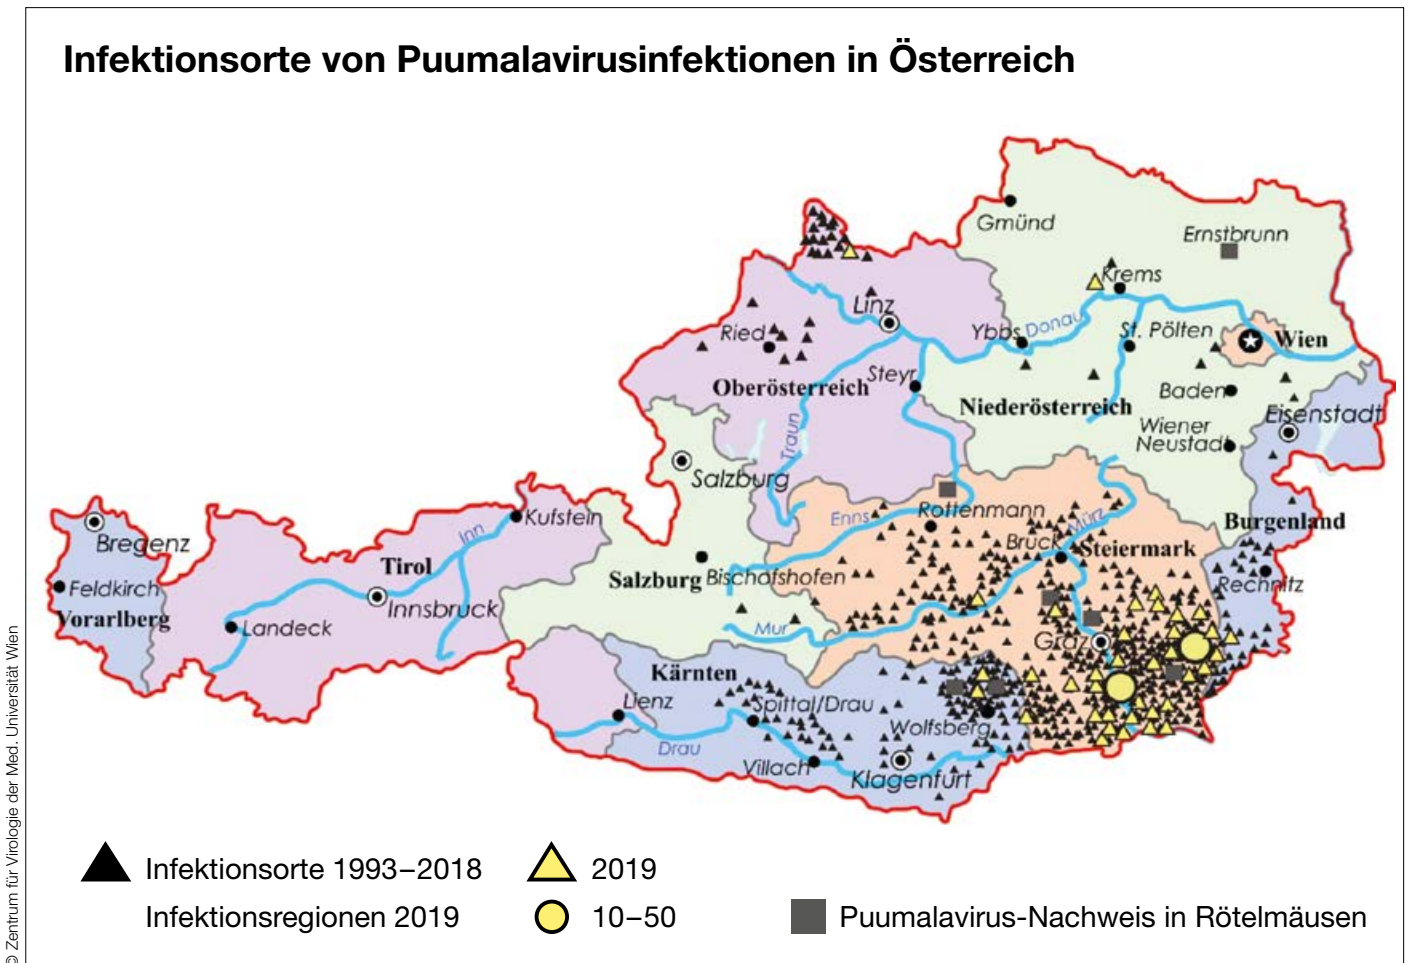 Infektionsorte von Puumalavirusinfektionen in Österreich
Gmünd
Ernstbrunn
Krems
Linz
Ried
Ybbs
Donau
St. Pölten
Wien
Steyr
Oberösterreich
Niederösterreich
Baden
Eisenstadt
Wiener
Neustadt
Traun
Salzburg
Rottenmann
Enns
Mürz
Kufstein
Inn
Bregenz
Bruck
Steiermark
Burgenland
Tirol
Salzburg
Bischofshofen
Rechnitz
Feldkirch
Innsbruck
Vorarlberg
Landeck
Mur
Graz
Kärnten
Lienz
Spittal/Drau
Wolfsberg
Drau
Villach
Klagenfurt
Infektionsorte 1993–2018
2019
Infektionsregionen 2019
10–50
Puumalavirus-Nachweis in Rötelmäusen
© Zentrum für Virologie der Med. Universität Wien